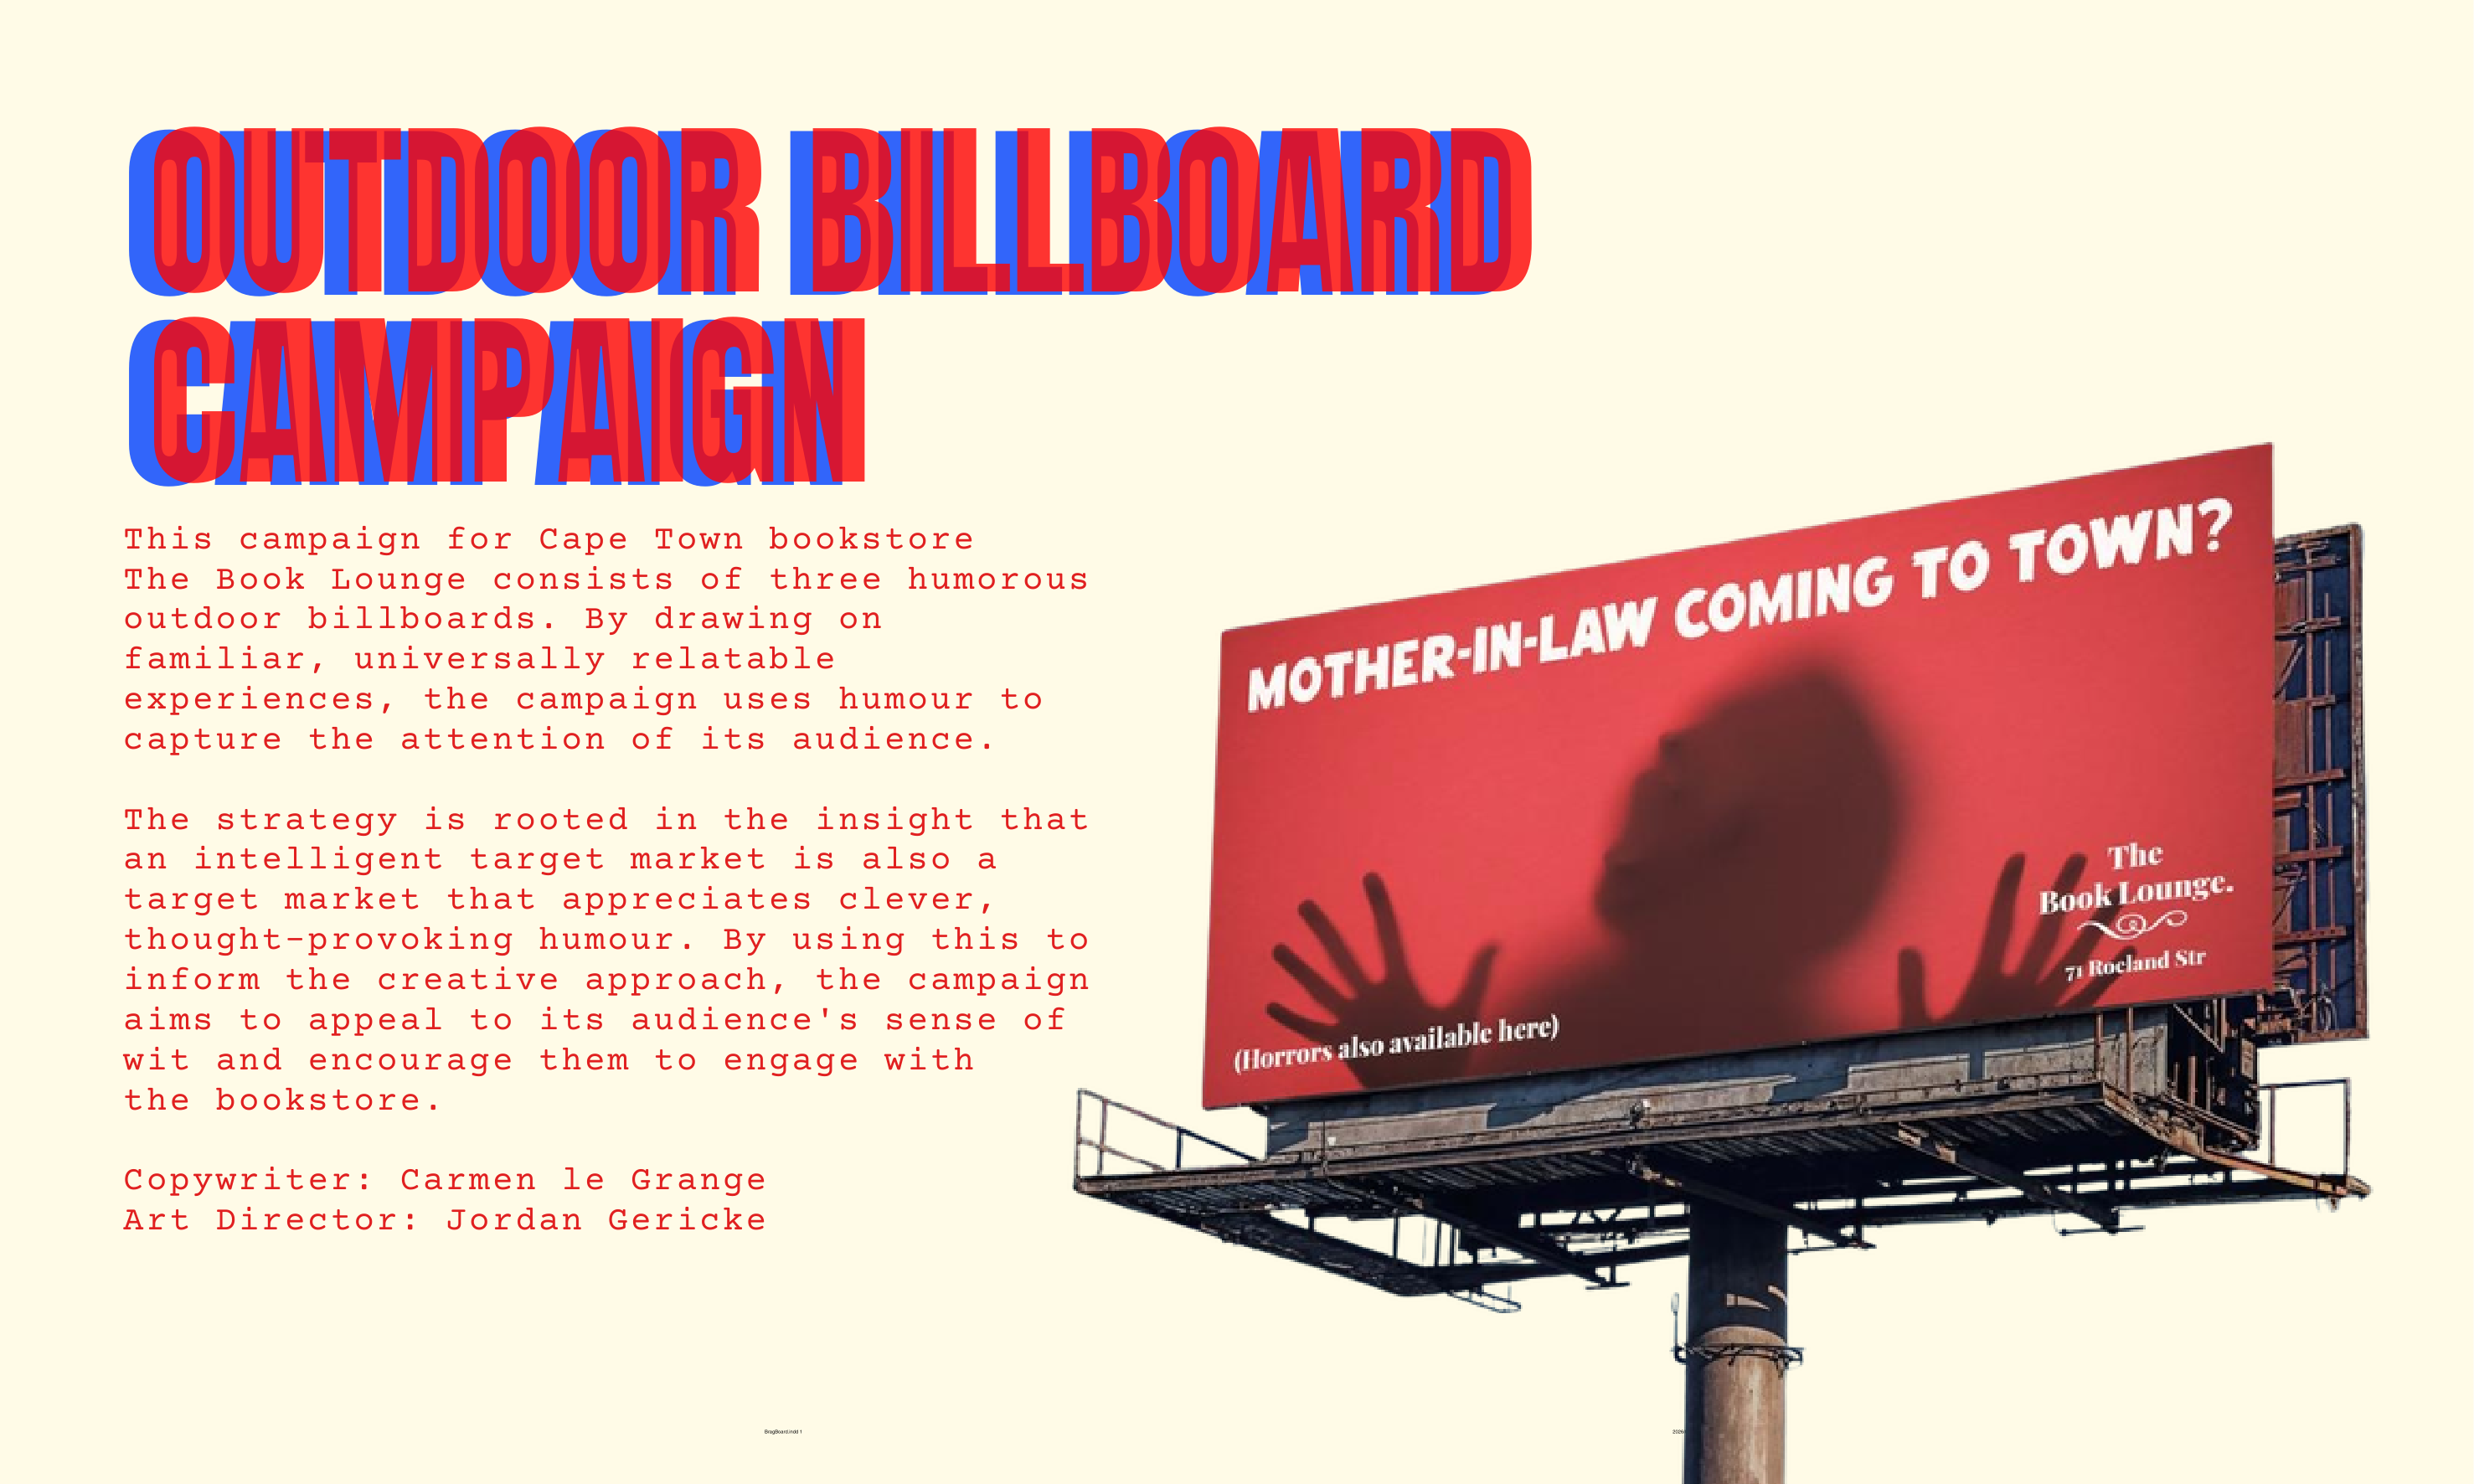 OUTDOOR BILLBOARD
CAMPAIGN
This campaign for Cape Town bookstore
The Book Lounge consists of three humorous
outdoor billboards. By drawing on
familiar, universally relatable
experiences, the campaign uses humour to
capture the attention of its audience.
The strategy is rooted in the insight that
an intelligent target market is also a
target market that appreciates clever,
thought-provoking humour. By using this to
inform the creative approach, the campaign
aims to appeal to its audience's sense of
wit and encourage them to engage with
the bookstore.
Copywriter: Carmen le Grange
Art Director: Jordan Gericke
MOTHER-IN-LAW COMING TO TOWN?
The
Book Lounge.
71 Roeland Str
(Horrors also available here)
BragBoard.indd 1